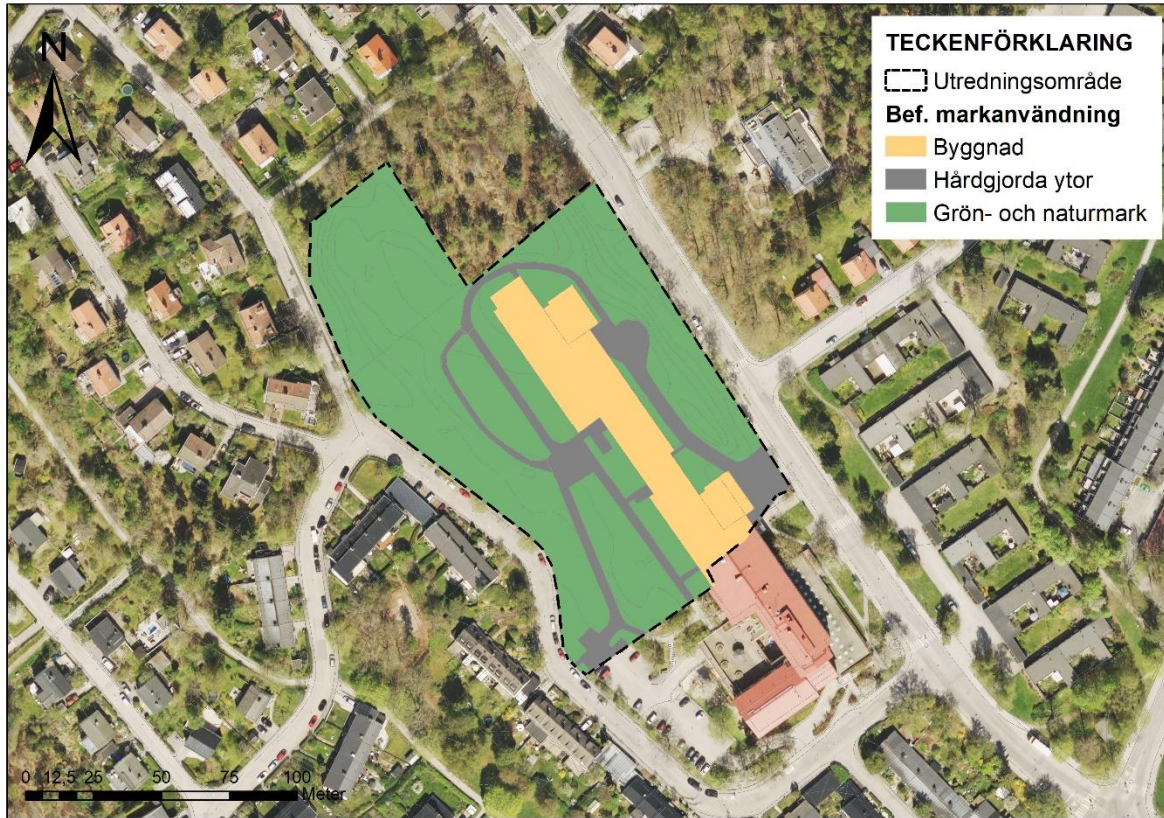 N
TECKENFÖRKLARING
Utredningsområde
Bef. markanvändning
Byggnad
Hårdgjorda ytor
Grön- och naturmark
0 12,5 25 50 75 100
Meter